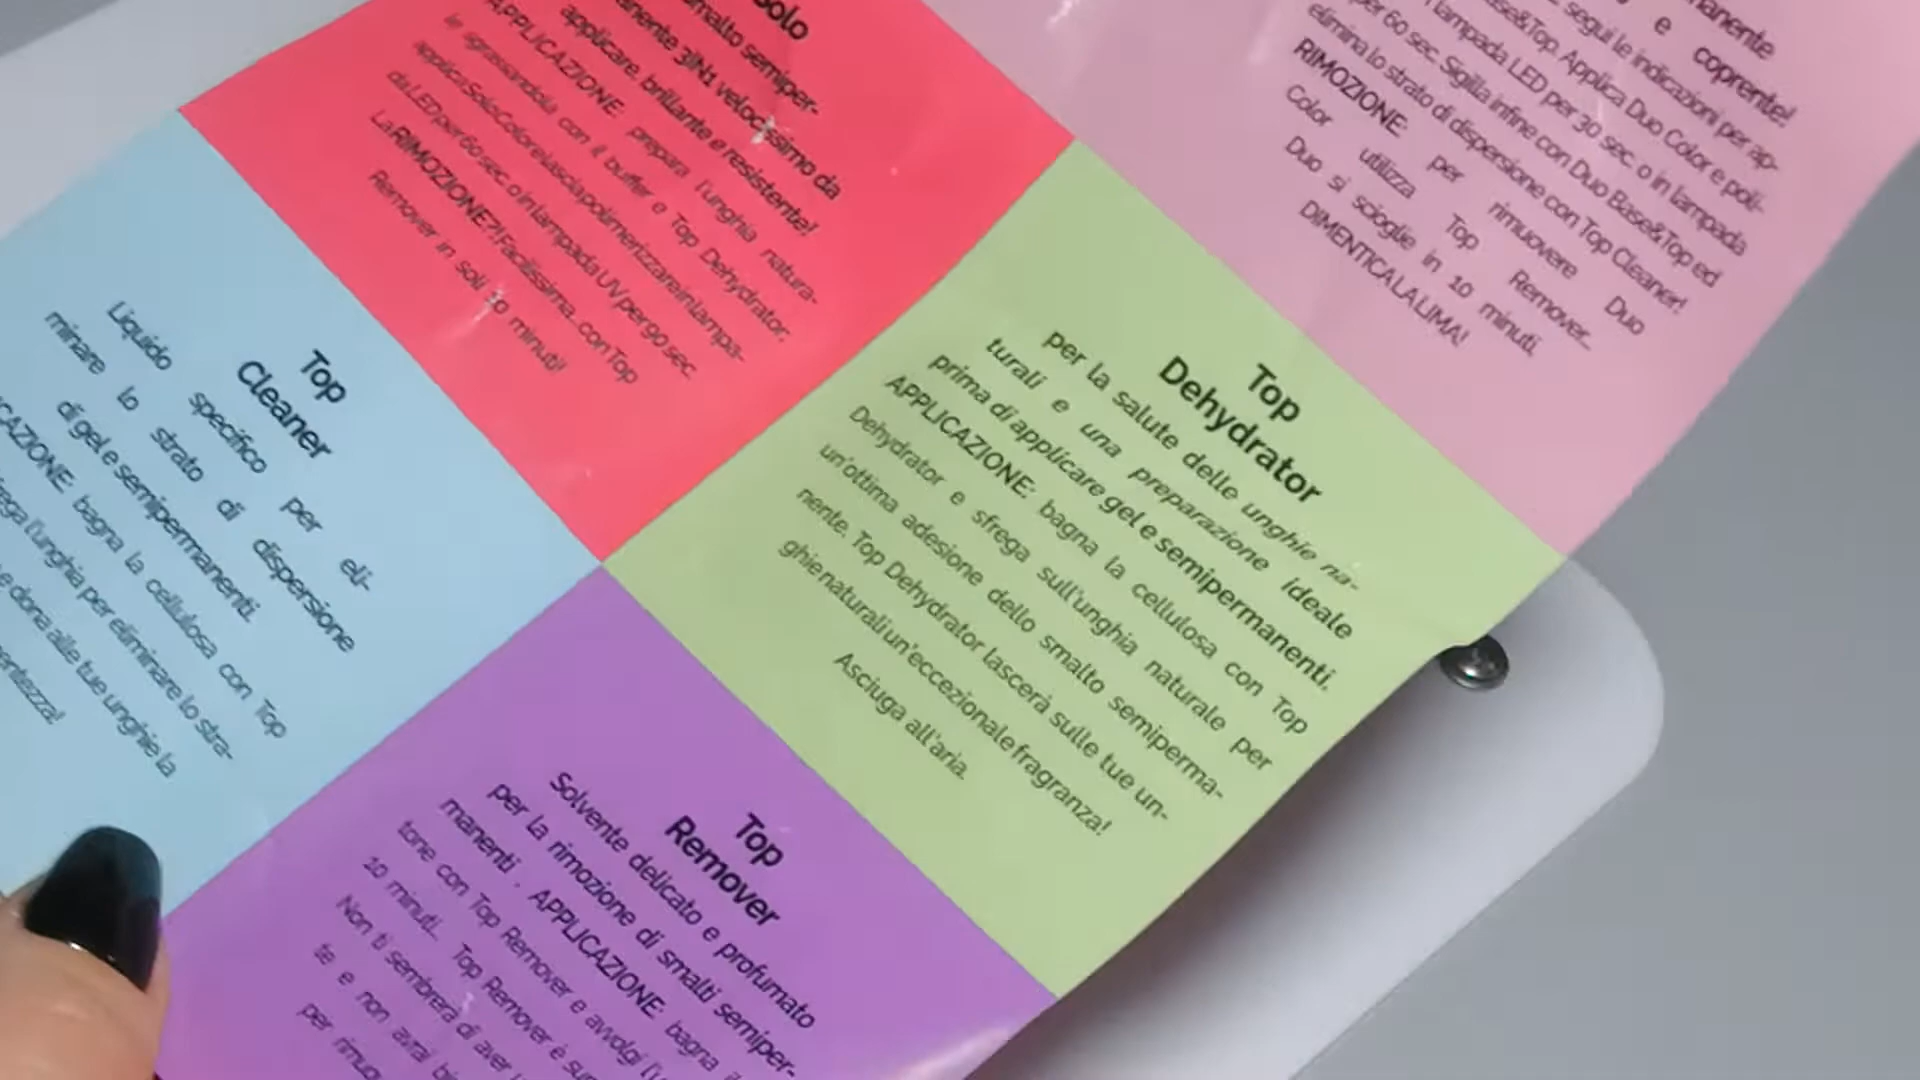 solo
smalto semiper-
3IN1 velocissimo da
applicare, brillante e resistente!
APPLICAZIONE: prepara l'unghia natura-
le sgrassandola con il buffer e Top Dehydrator,
applica Solo Color e lascia polimerizzare in lampa-
da LED per 60 sec. o in lampada UV per 90 sec.
La RIMOZIONE?! Facilissima, con Top
Remover in soli 10 minuti!
e coprente!
segui le indicazioni per ap-
Base&Top. Applica Duo Color e poli-
lampada LED per 30 sec. o in lampada
per 60 sec. Sigilla infine con Duo Base&Top ed
elimina lo strato di dispersione con Top Cleaner!
RIMOZIONE: per rimuovere Duo
Color utilizza Top Remover...
Duo si scioglie in 10 minuti,
DIMENTICA LA LIMA!
Top
Cleaner
Liquido specifico per eli-
minare lo strato di dispersione
di gel e semipermanenti.
bagna la cellulosa con Top
l'unghia per eliminare lo stra-
e dona alle tue unghie la
Top
Dehydrator
per la salute delle unghie na-
turali e una preparazione ideale
prima di applicare gel e semipermanenti.
APPLICAZIONE: bagna la cellulosa con Top
Dehydrator e sfrega sull'unghia naturale per
un'ottima adesione dello smalto semiperma-
nente. Top Dehydrator lascerà sulle tue un-
ghie naturali un'eccezionale fragranza!
Asciuga all'aria.
Top
Remover
Solvente delicato e profumato
per la rimozione di smalti semiper-
manenti . APPLICAZIONE: bagna
tone con Top Remover e avvolgi
10 minuti... Top Remover è
Non ti sembrerà di aver
te e non avrai
per